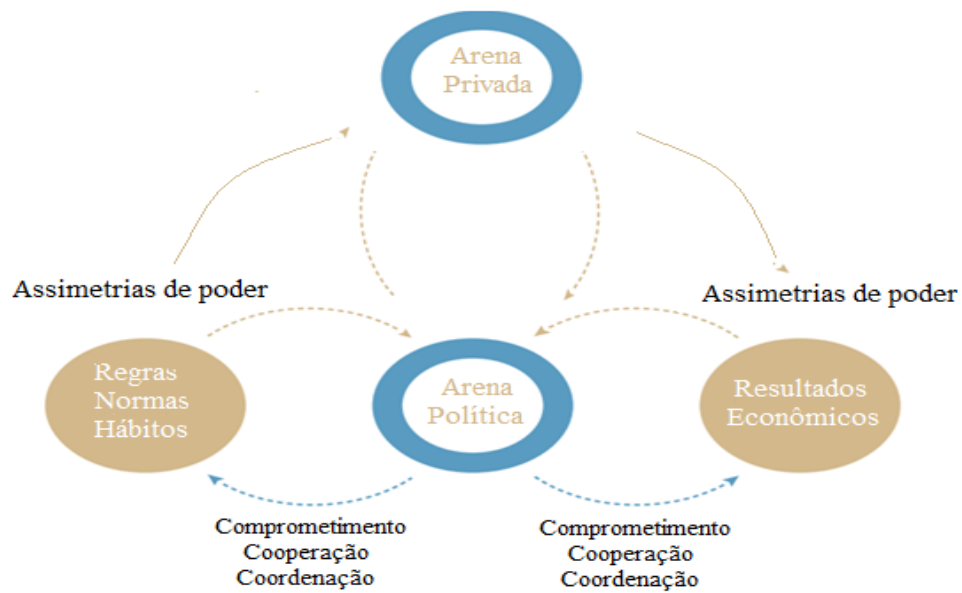 Arena
Privada
Assimetrias de poder
Assimetrias de poder
Regras
Normas
Hábitos
Arena
Política
Resultados
Econômicos
Comprometimento
Cooperação
Coordenação
Comprometimento
Cooperação
Coordenação